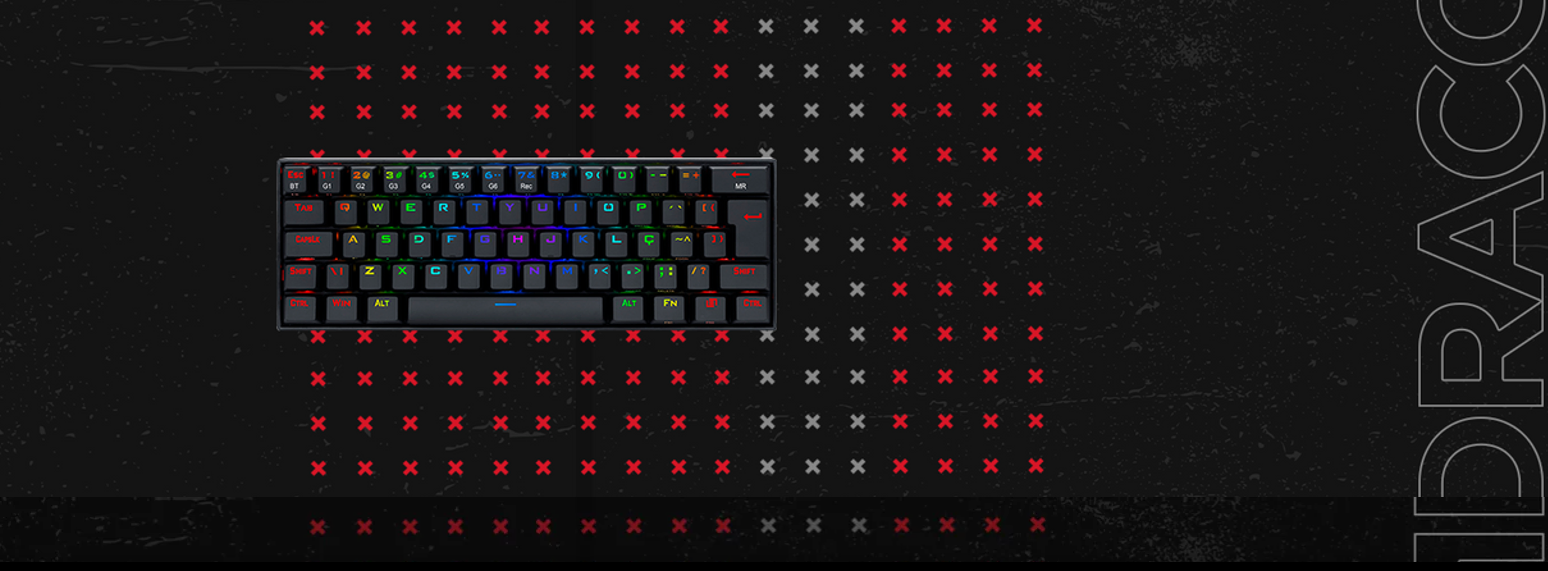 Esc 1! 2@ 3# 4$ 5% 6¨ 7& 8* 9( 0) - - = + ←
BT G1 G2 G3 G4 G5 G6 Rec MR
Tab Q W E R T Y U I O P ´ ` [ {
CapsLk A S D F G H J K L Ç ~^ ] }
Shift \| Z X C V B N M , < . > ; : / ? Shift
Ctrl Win Alt Alt Fn Ctrl
DRAC